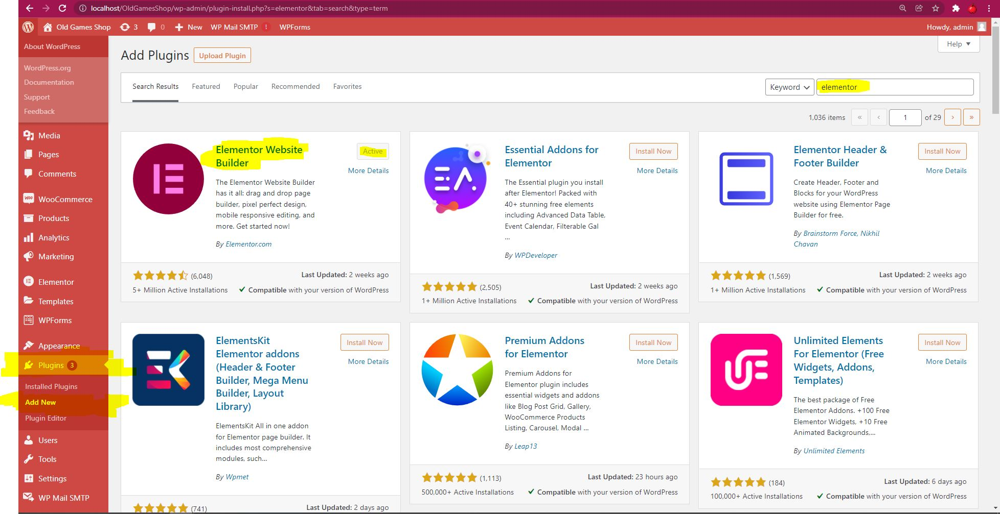 localhost/OldGamesShop/wp-admin/plugin-install.php?s=elementor&tab=search&type=term
Old Games Shop 3 0 New WP Mail SMTP ! WPForms
Howdy, admin
About WordPress
WordPress.org
Documentation
Support
Feedback
Media
Pages
Comments
WooCommerce
Products
Analytics
Marketing
Elementor
Templates
WPForms
Appearance
Plugins 3
Installed Plugins
Add New
Plugin Editor
Users
Tools
Settings
WP Mail SMTP
Help
Add Plugins Upload Plugin
Search Results Featured Popular Recommended Favorites
Keyword elementor
1,036 items « ‹ 1 of 29 › »
Elementor Website
Builder
Active
More Details
The Elementor Website Builder
has it all: drag and drop page
builder, pixel perfect design,
mobile responsive editing, and
more. Get started now!
By Elementor.com
(6,048)
Last Updated: 2 weeks ago
5+ Million Active Installations
Compatible with your version of WordPress
Essential Addons for
Elementor
Install Now
More Details
The Essential plugin you install
after Elementor! Packed with
40+ stunning free elements
including Advanced Data Table,
Event Calendar, Filterable Gal
...
By WPDeveloper
(2,505)
Last Updated: 2 weeks ago
1+ Million Active Installations
Compatible with your version of WordPress
Elementor Header &
Footer Builder
Install Now
More Details
Create Header, Footer and
Blocks for your WordPress
website using Elementor Page
Builder for free.
By Brainstorm Force, Nikhil
Chavan
(1,569)
Last Updated: 2 weeks ago
1+ Million Active Installations
Compatible with your version of WordPress
ElementsKit
Elementor addons
(Header & Footer
Builder, Mega Menu
Builder, Layout
Library)
Install Now
More Details
ElementsKit All in one addon
for Elementor page builder. It
includes most comprehensive
modules, such...
By Wpmet
(741)
Last Updated: 2 days ago
Premium Addons
for Elementor
Install Now
More Details
Premium Addons for
Elementor plugin includes
essential widgets and addons
like Blog Post Grid, Gallery,
WooCommerce Products
Listing, Carousel, Modal ...
By Leap13
(1,113)
Last Updated: 23 hours ago
500,000+ Active Installations
Compatible with your version of WordPress
Unlimited Elements
For Elementor (Free
Widgets, Addons,
Templates)
Install Now
More Details
The best package of Free
Elementor Addons. +100 Free
Elementor Widgets, +10 Free
Animated Backgrounds,...
By Unlimited Elements
(184)
Last Updated: 6 days ago
100,000+ Active Installations
Compatible with your version of WordPress